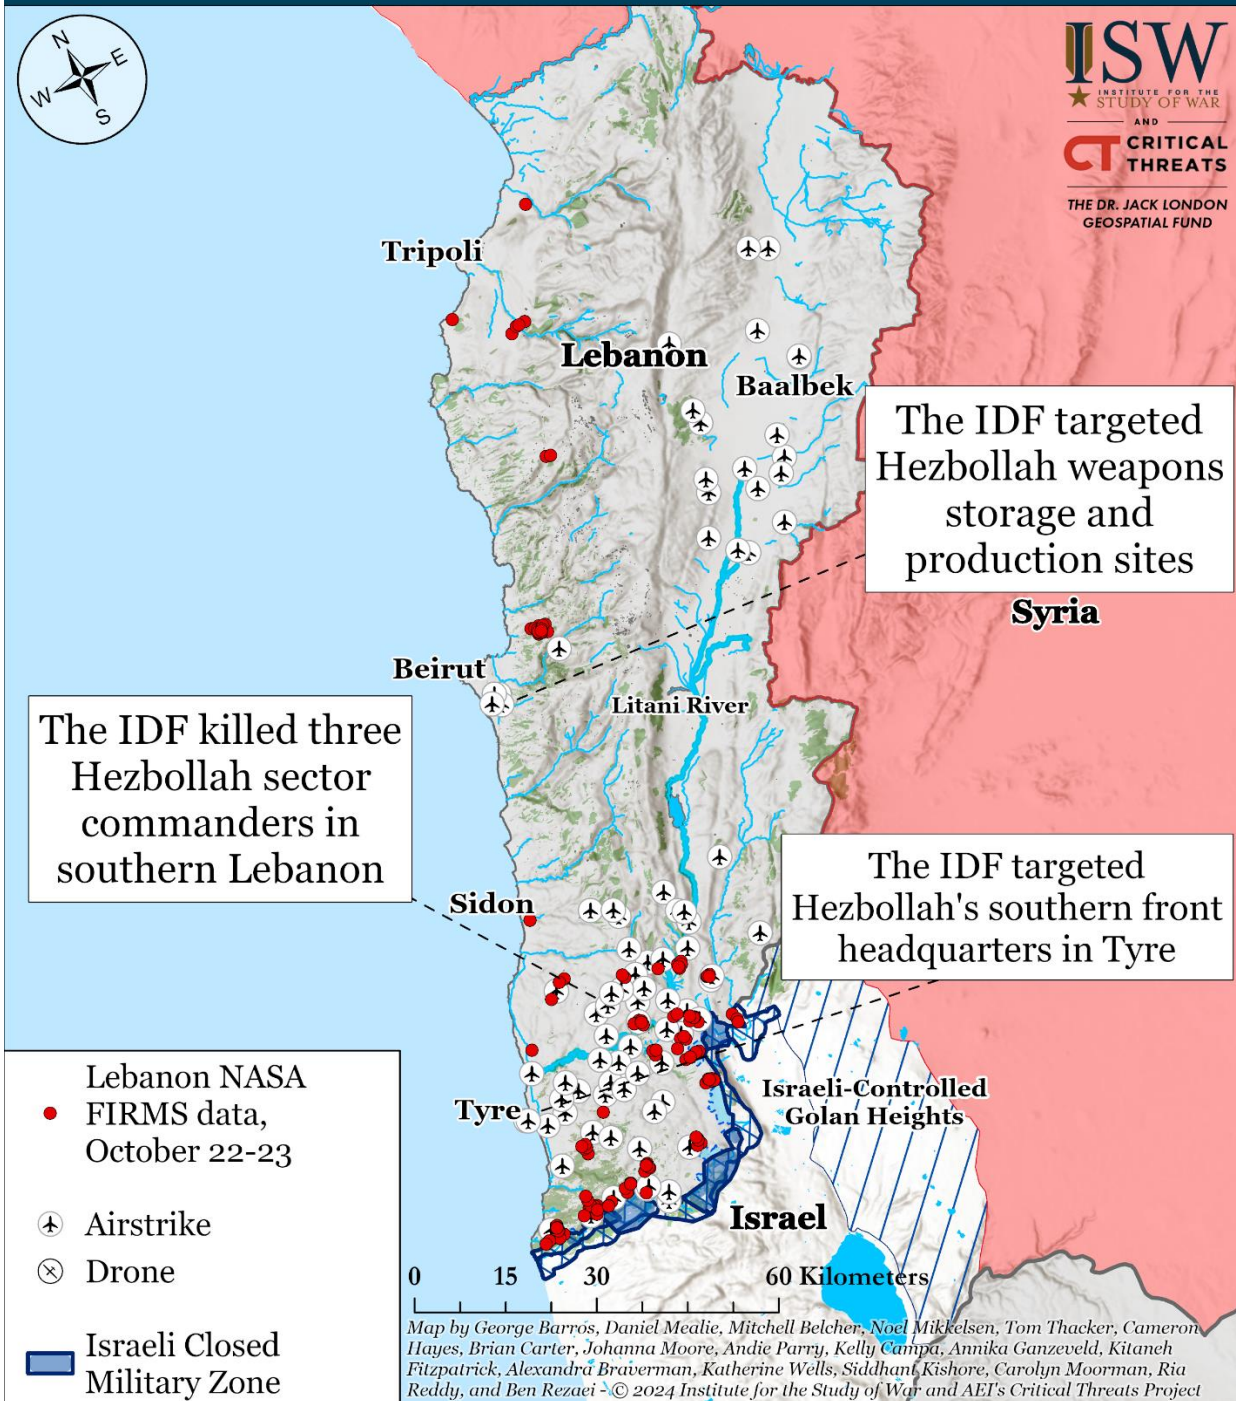 N
E
W
S
ISW
INSTITUTE FOR THE
STUDY OF WAR
AND
CT CRITICAL
THREATS
THE DR. JACK LONDON
GEOSPATIAL FUND
Tripoli
Lebanon
Baalbek
The IDF targeted
Hezbollah weapons
storage and
production sites
Syria
Beirut
Litani River
The IDF killed three
Hezbollah sector
commanders in
southern Lebanon
The IDF targeted
Hezbollah's southern front
headquarters in Tyre
Sidon
Israeli-Controlled
Golan Heights
Tyre
Israel
Lebanon NASA
FIRMS data,
October 22-23
Airstrike
Drone
Israeli Closed
Military Zone
0 15 30 60 Kilometers
Map by George Barros, Daniel Mealie, Mitchell Belcher, Noel Mikkelsen, Tom Thacker, Cameron
Hayes, Brian Carter, Johanna Moore, Andie Parry, Kelly Campa, Annika Ganzeveld, Kitaneh
Fitzpatrick, Alexandra Braverman, Katherine Wells, Siddhant Kishore, Carolyn Moorman, Ria
Reddy, and Ben Rezaei - © 2024 Institute for the Study of War and AEI's Critical Threats Project